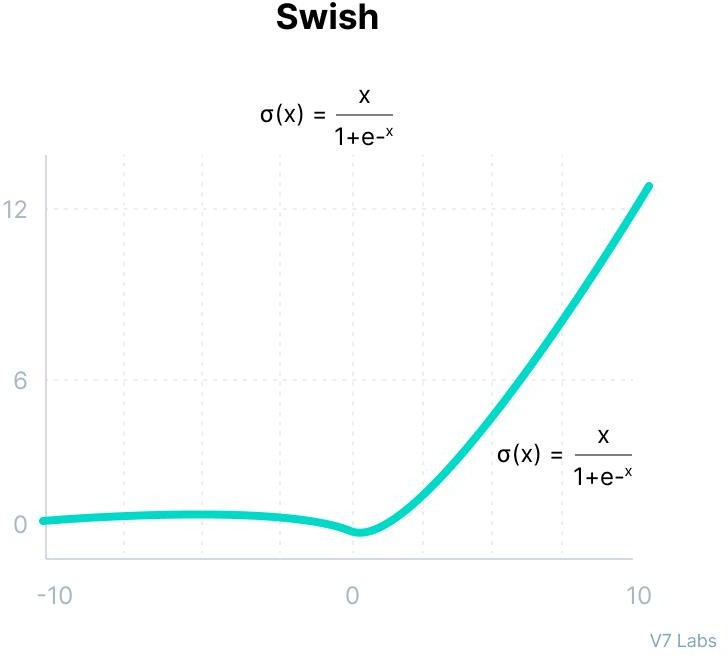 Swish
σ(x) = x / 1+e-ˣ
12
6
σ(x) = x / 1+e-ˣ
0
-10 0 10
V7 Labs